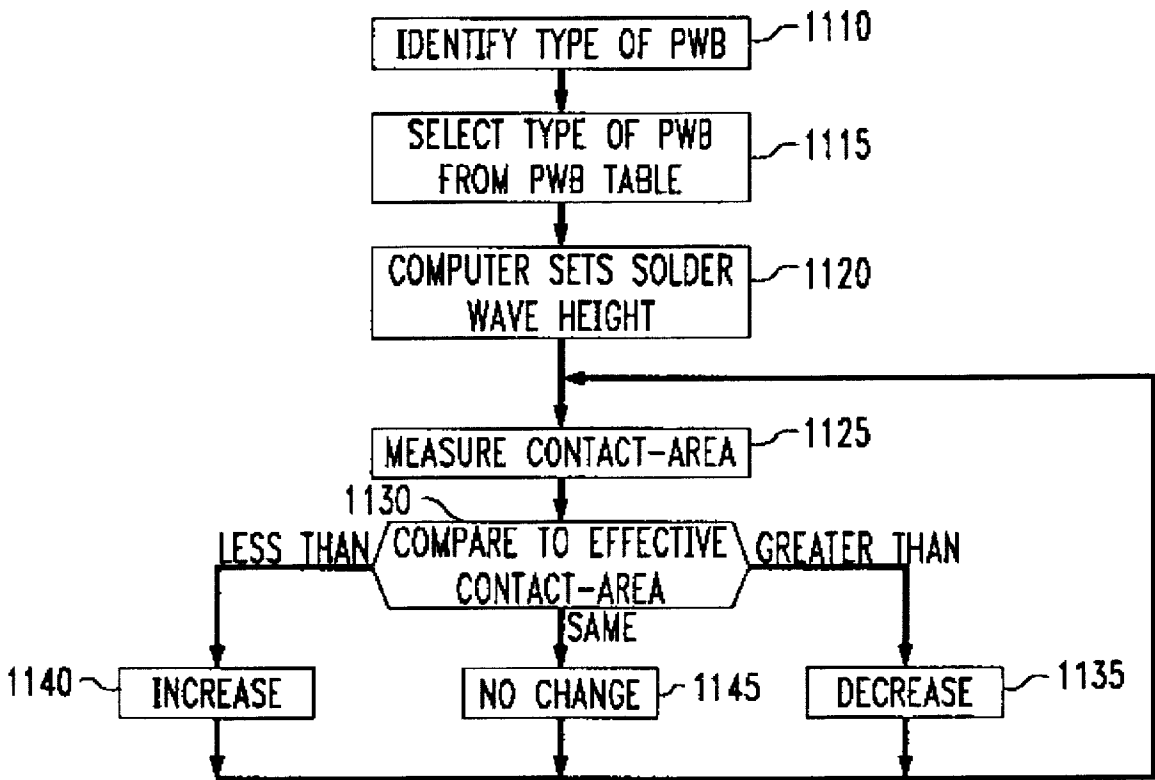 IDENTIFY TYPE OF PWB
1110
SELECT TYPE OF PWB
FROM PWB TABLE
1115
COMPUTER SETS SOLDER
WAVE HEIGHT
1120
MEASURE CONTACT-AREA
1125
1130
LESS THAN
COMPARE TO EFFECTIVE
CONTACT-AREA
GREATER THAN
SAME
1140
INCREASE
NO CHANGE
1145
DECREASE
1135